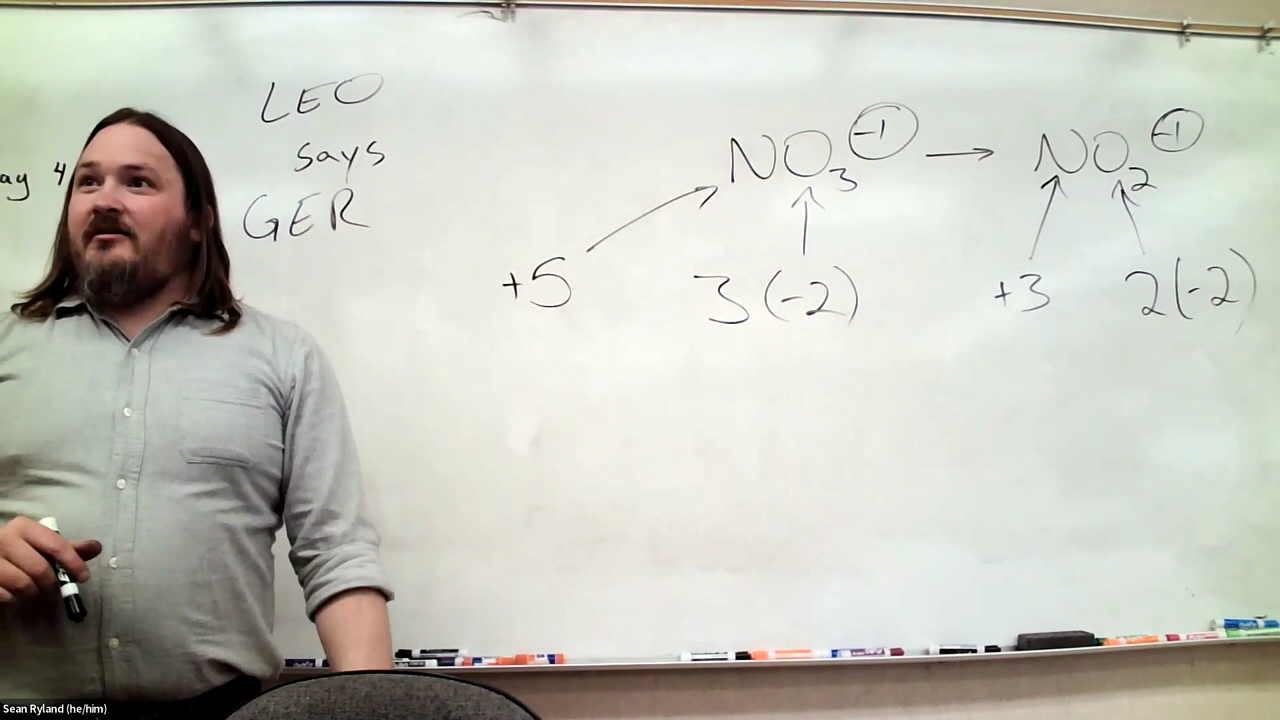 LEO
says
GER
ay 4
NO₃ ⁻¹ → NO₂ ⁻¹
+5 3(-2) +3 2(-2)
Sean Ryland (he/him)